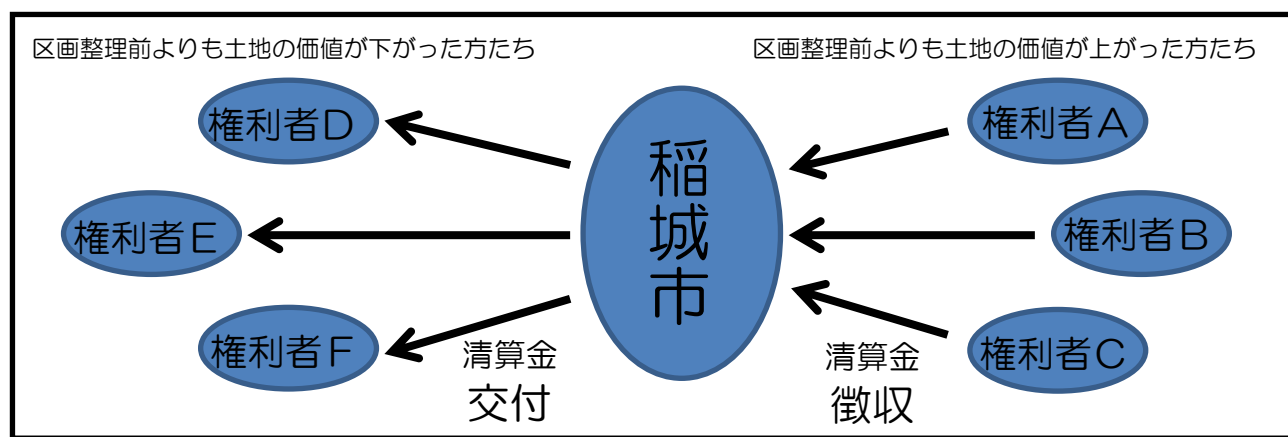 区画整理前よりも土地の価値が下がった方たち
区画整理前よりも土地の価値が上がった方たち
権利者D
権利者E
権利者F
稲城市
権利者A
権利者B
権利者C
清算金
交付
清算金
徴収